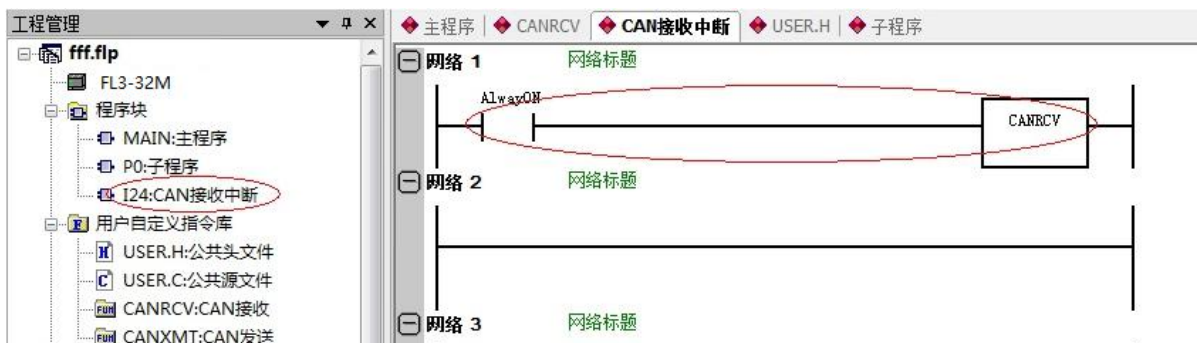 工程管理
fff.flp
FL3-32M
程序块
MAIN:主程序
P0:子程序
I24:CAN接收中断
用户自定义指令库
USER.H:公共头文件
USER.C:公共源文件
CANRCV:CAN接收
CANXMT:CAN发送
主程序 CANRCV CAN接收中断 USER.H 子程序
网络 1 网络标题
AlwayON
CANRCV
网络 2 网络标题
网络 3 网络标题